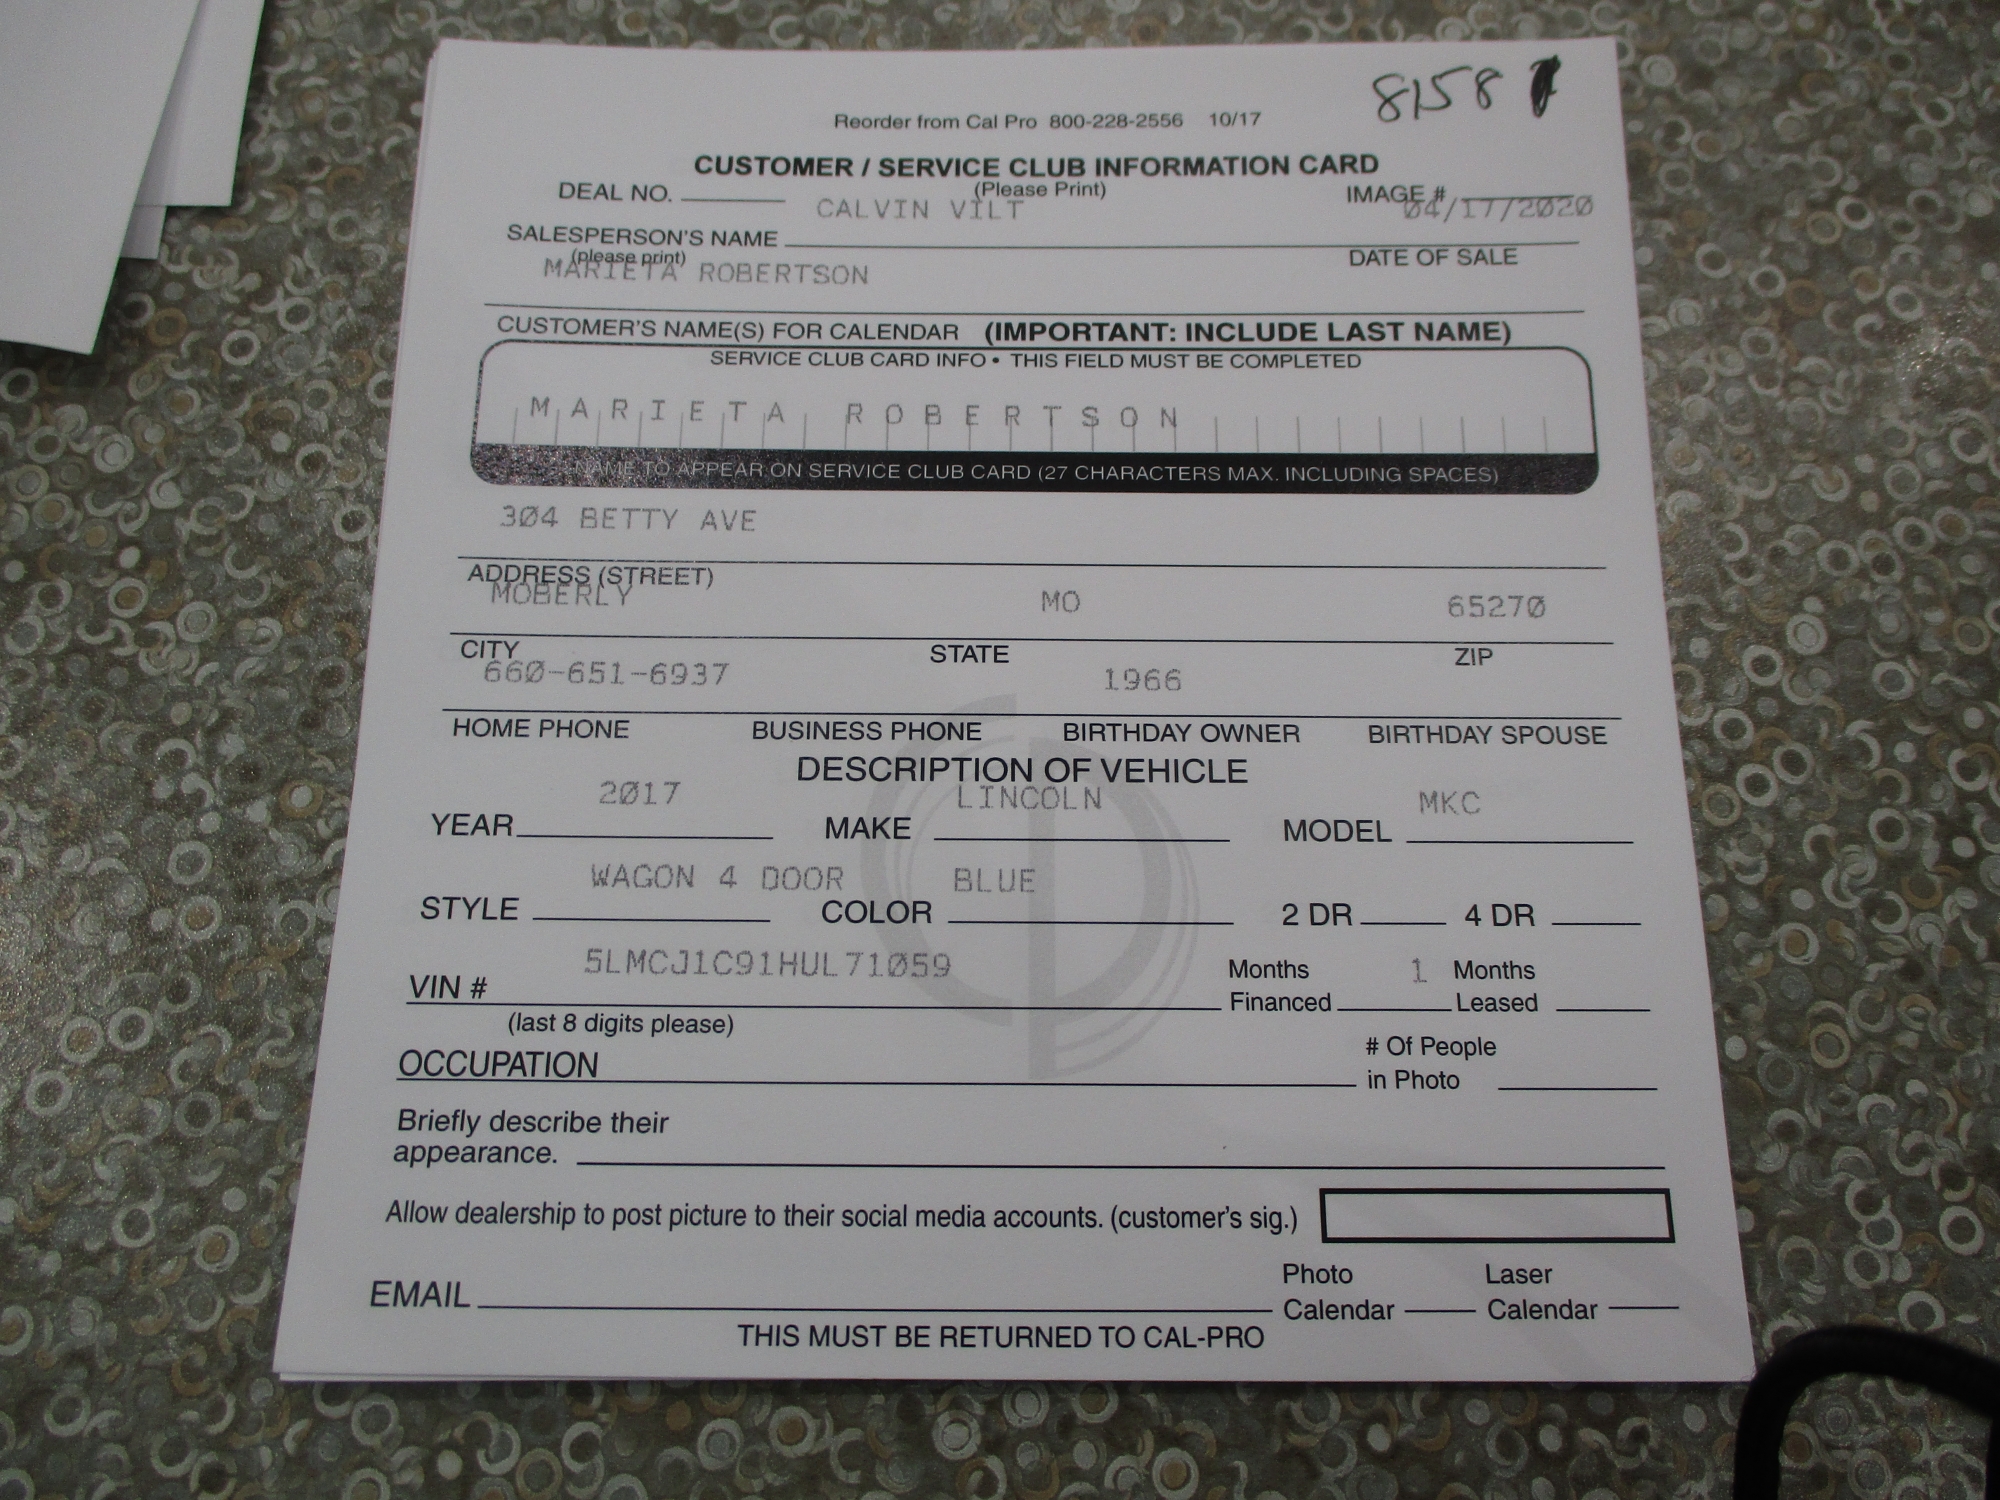 8158
Reorder from Cal Pro 800-228-2556 10/17
CUSTOMER / SERVICE CLUB INFORMATION CARD
DEAL NO. (Please Print) IMAGE #
CALVIN VILT 04/17/2020
SALESPERSON'S NAME
(please print) DATE OF SALE
MARIETA ROBERTSON
CUSTOMER'S NAME(S) FOR CALENDAR (IMPORTANT: INCLUDE LAST NAME)
SERVICE CLUB CARD INFO • THIS FIELD MUST BE COMPLETED
MARIETA ROBERTSON
NAME TO APPEAR ON SERVICE CLUB CARD (27 CHARACTERS MAX. INCLUDING SPACES)
304 BETTY AVE
ADDRESS (STREET)
MOBERLY MO 65270
CITY STATE ZIP
660-651-6937 1966
HOME PHONE BUSINESS PHONE BIRTHDAY OWNER BIRTHDAY SPOUSE
DESCRIPTION OF VEHICLE
2017 LINCOLN MKC
YEAR MAKE MODEL
WAGON 4 DOOR BLUE
STYLE COLOR 2 DR 4 DR
5LMCJ1C91HUL71059 1
VIN # Months Financed Months Leased
(last 8 digits please)
OCCUPATION # Of People in Photo
Briefly describe their
appearance.
Allow dealership to post picture to their social media accounts. (customer's sig.)
EMAIL Photo Calendar Laser Calendar
THIS MUST BE RETURNED TO CAL-PRO